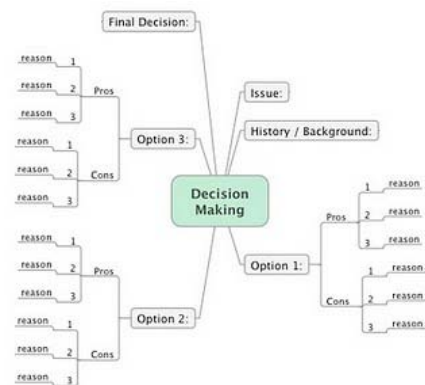 Final Decision:
Issue:
History / Background:
Decision
Making
Option 1:
Pros
1 reason
2 reason
3 reason
Cons
1 reason
2 reason
3 reason
Option 2:
Pros
reason 1
reason 2
reason 3
Cons
reason 1
reason 2
reason 3
Option 3:
Pros
reason 1
reason 2
reason 3
Cons
reason 1
reason 2
reason 3